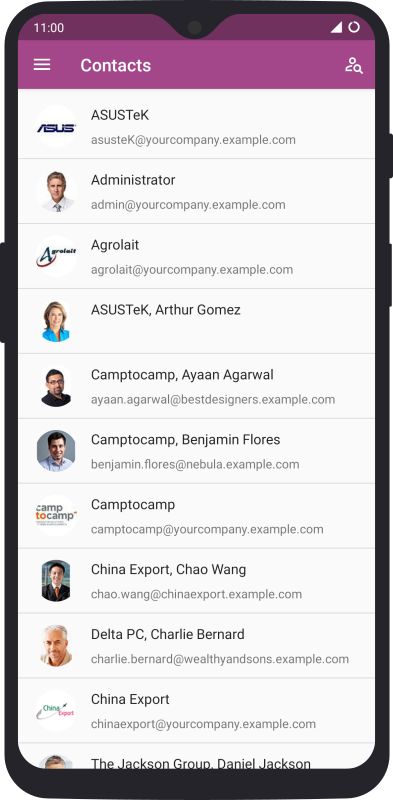 11:00
Contacts
ASUS
ASUSTeK
asusteK@yourcompany.example.com
Administrator
admin@yourcompany.example.com
Agrolait
Agrolait
agrolait@yourcompany.example.com
ASUSTeK, Arthur Gomez
Camptocamp, Ayaan Agarwal
ayaan.agarwal@bestdesigners.example.com
Camptocamp, Benjamin Flores
benjamin.flores@nebula.example.com
camp
tocamp
Camptocamp
camptocamp@yourcompany.example.com
China Export, Chao Wang
chao.wang@chinaexport.example.com
Delta PC, Charlie Bernard
charlie.bernard@wealthyandsons.example.com
China Export
China Export
chinaexport@yourcompany.example.com
The Jackson Group, Daniel Jackson